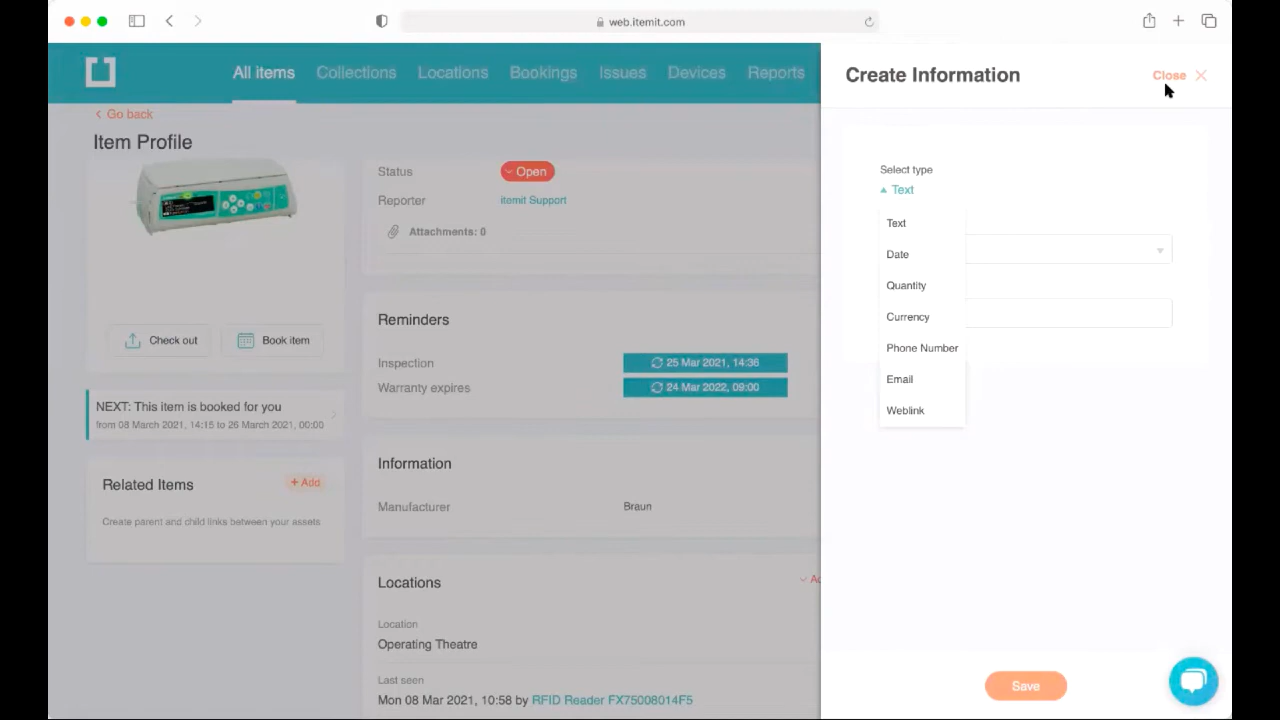 web.itemit.com
All items
Collections
Locations
Bookings
Issues
Devices
Reports
Go back
Item Profile
Check out
Book item
NEXT: This item is booked for you
from 08 March 2021, 14:15 to 26 March 2021, 00:00
Related Items
+ Add
Create parent and child links between your assets
Status
Open
Reporter
itemit Support
Attachments: 0
Reminders
Inspection
25 Mar 2021, 14:36
Warranty expires
24 Mar 2022, 09:00
Information
Manufacturer
Braun
Locations
Location
Operating Theatre
Last seen
Mon 08 Mar 2021, 10:58 by RFID Reader FX75008014F5
Create Information
Close
Select type
Text
Text
Date
Quantity
Currency
Phone Number
Email
Weblink
Save